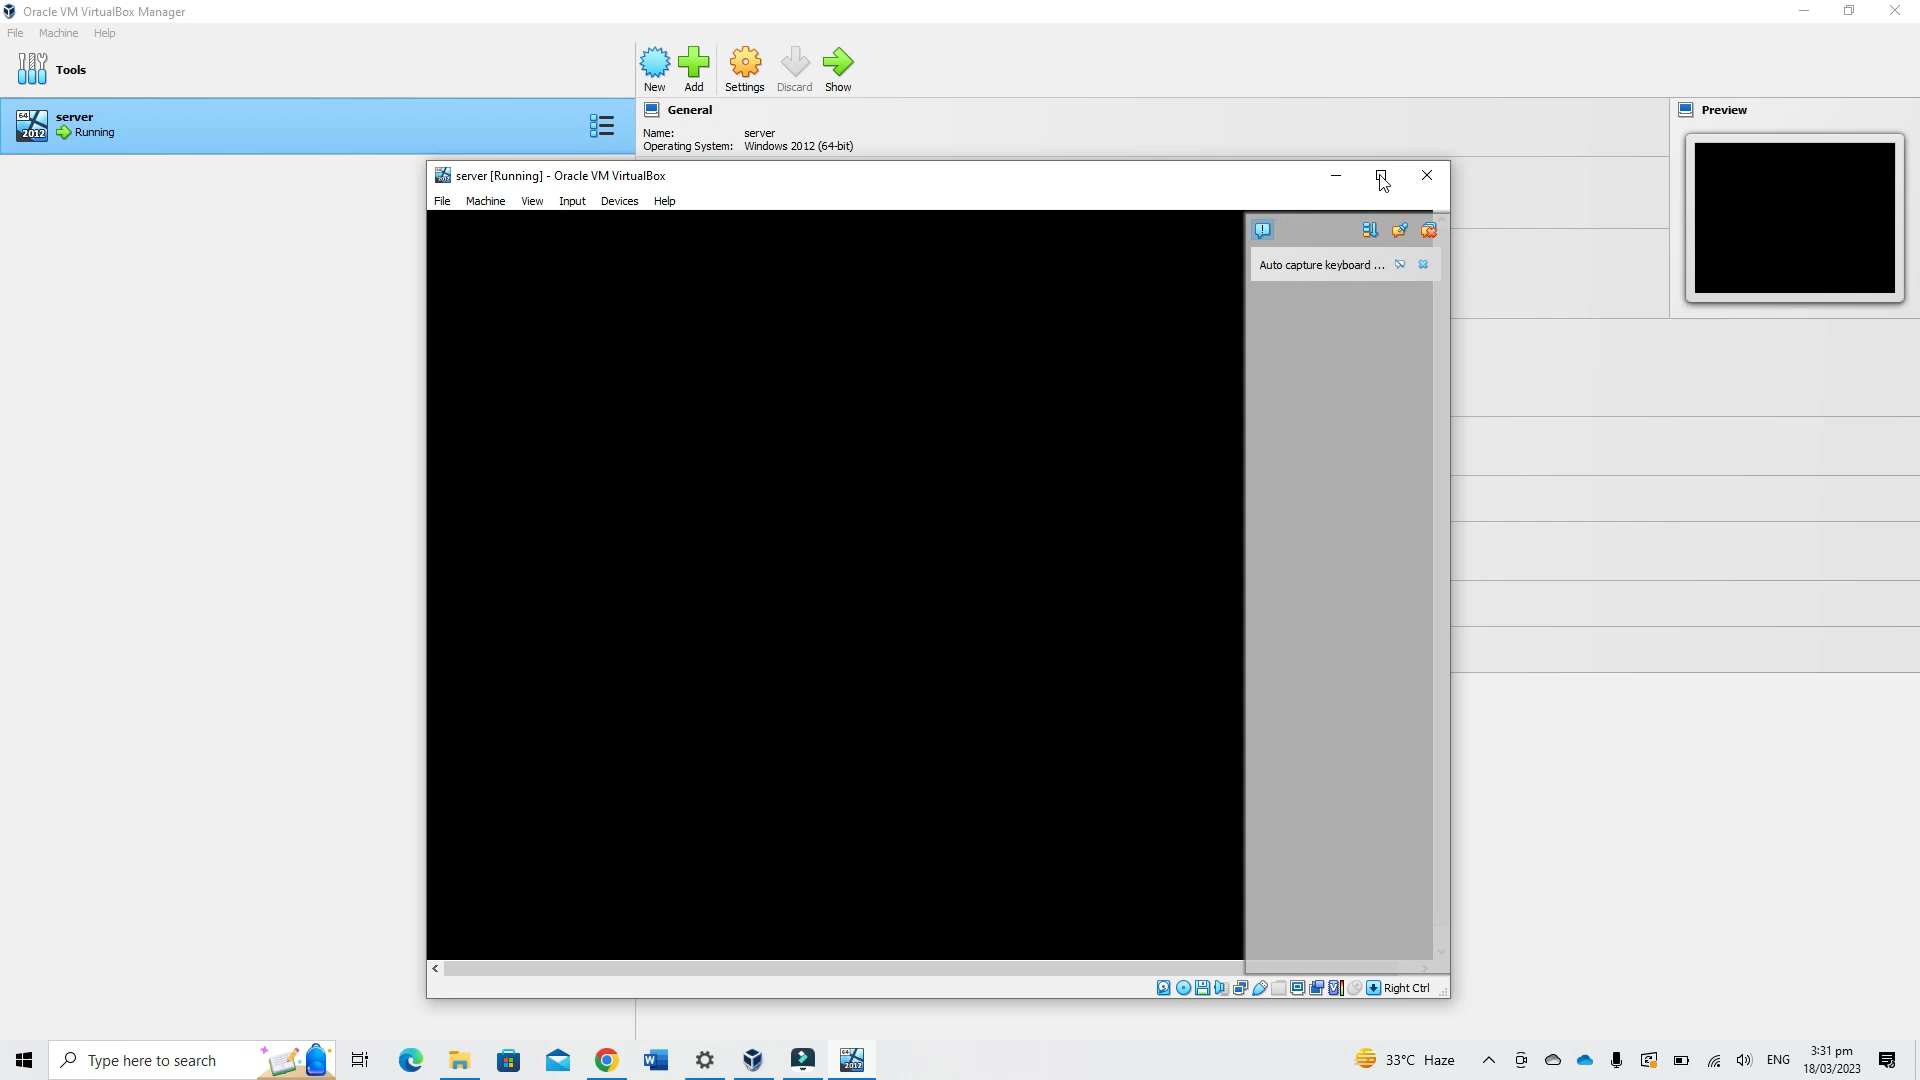 Oracle VM VirtualBox Manager
File Machine Help
Tools
New Add Settings Discard Show
64
2012
server
Running
General
Name: server
Operating System: Windows 2012 (64-bit)
Preview
server [Running] - Oracle VM VirtualBox
File Machine View Input Devices Help
Auto capture keyboard ...
Right Ctrl
Type here to search
33°C Haze
ENG
3:31 pm
18/03/2023